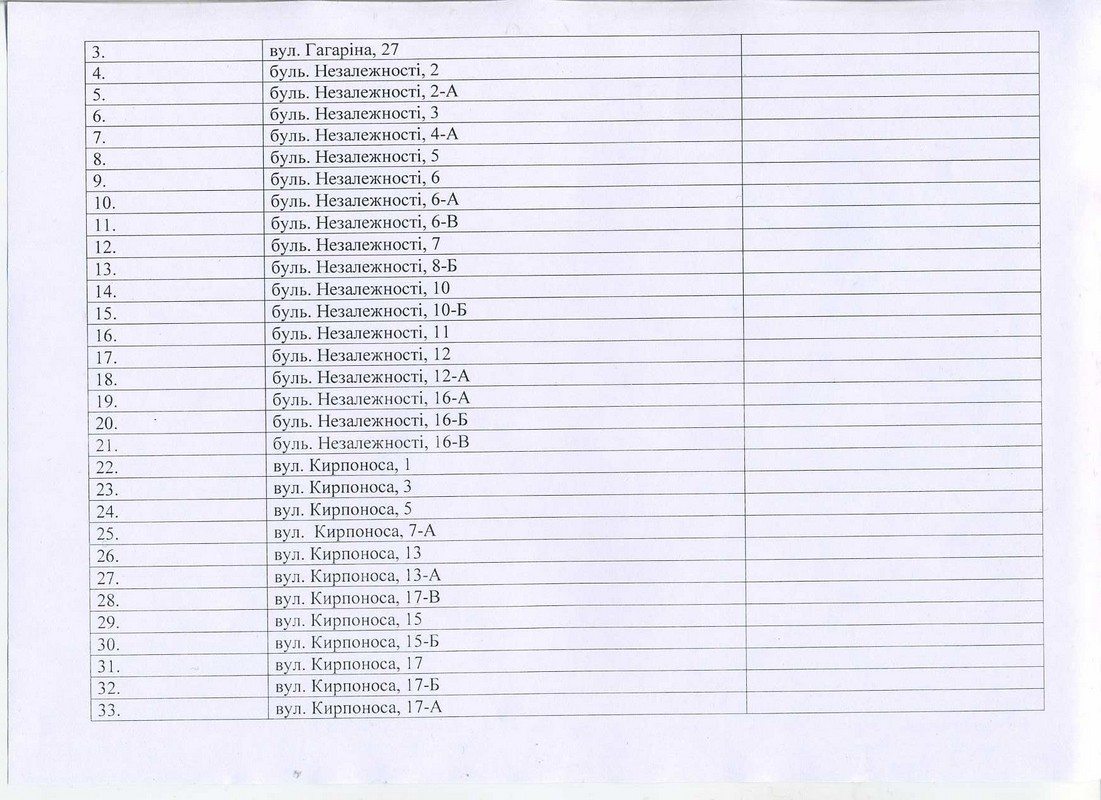 3. вул. Гагаріна, 27
4. буль. Незалежності, 2
5. буль. Незалежності, 2-А
6. буль. Незалежності, 3
7. буль. Незалежності, 4-А
8. буль. Незалежності, 5
9. буль. Незалежності, 6
10. буль. Незалежності, 6-А
11. буль. Незалежності, 6-В
12. буль. Незалежності, 7
13. буль. Незалежності, 8-Б
14. буль. Незалежності, 10
15. буль. Незалежності, 10-Б
16. буль. Незалежності, 11
17. буль. Незалежності, 12
18. буль. Незалежності, 12-А
19. буль. Незалежності, 16-А
20. буль. Незалежності, 16-Б
21. буль. Незалежності, 16-В
22. вул. Кирпоноса, 1
23. вул. Кирпоноса, 3
24. вул. Кирпоноса, 5
25. вул. Кирпоноса, 7-А
26. вул. Кирпоноса, 13
27. вул. Кирпоноса, 13-А
28. вул. Кирпоноса, 17-В
29. вул. Кирпоноса, 15
30. вул. Кирпоноса, 15-Б
31. вул. Кирпоноса, 17
32. вул. Кирпоноса, 17-Б
33. вул. Кирпоноса, 17-А